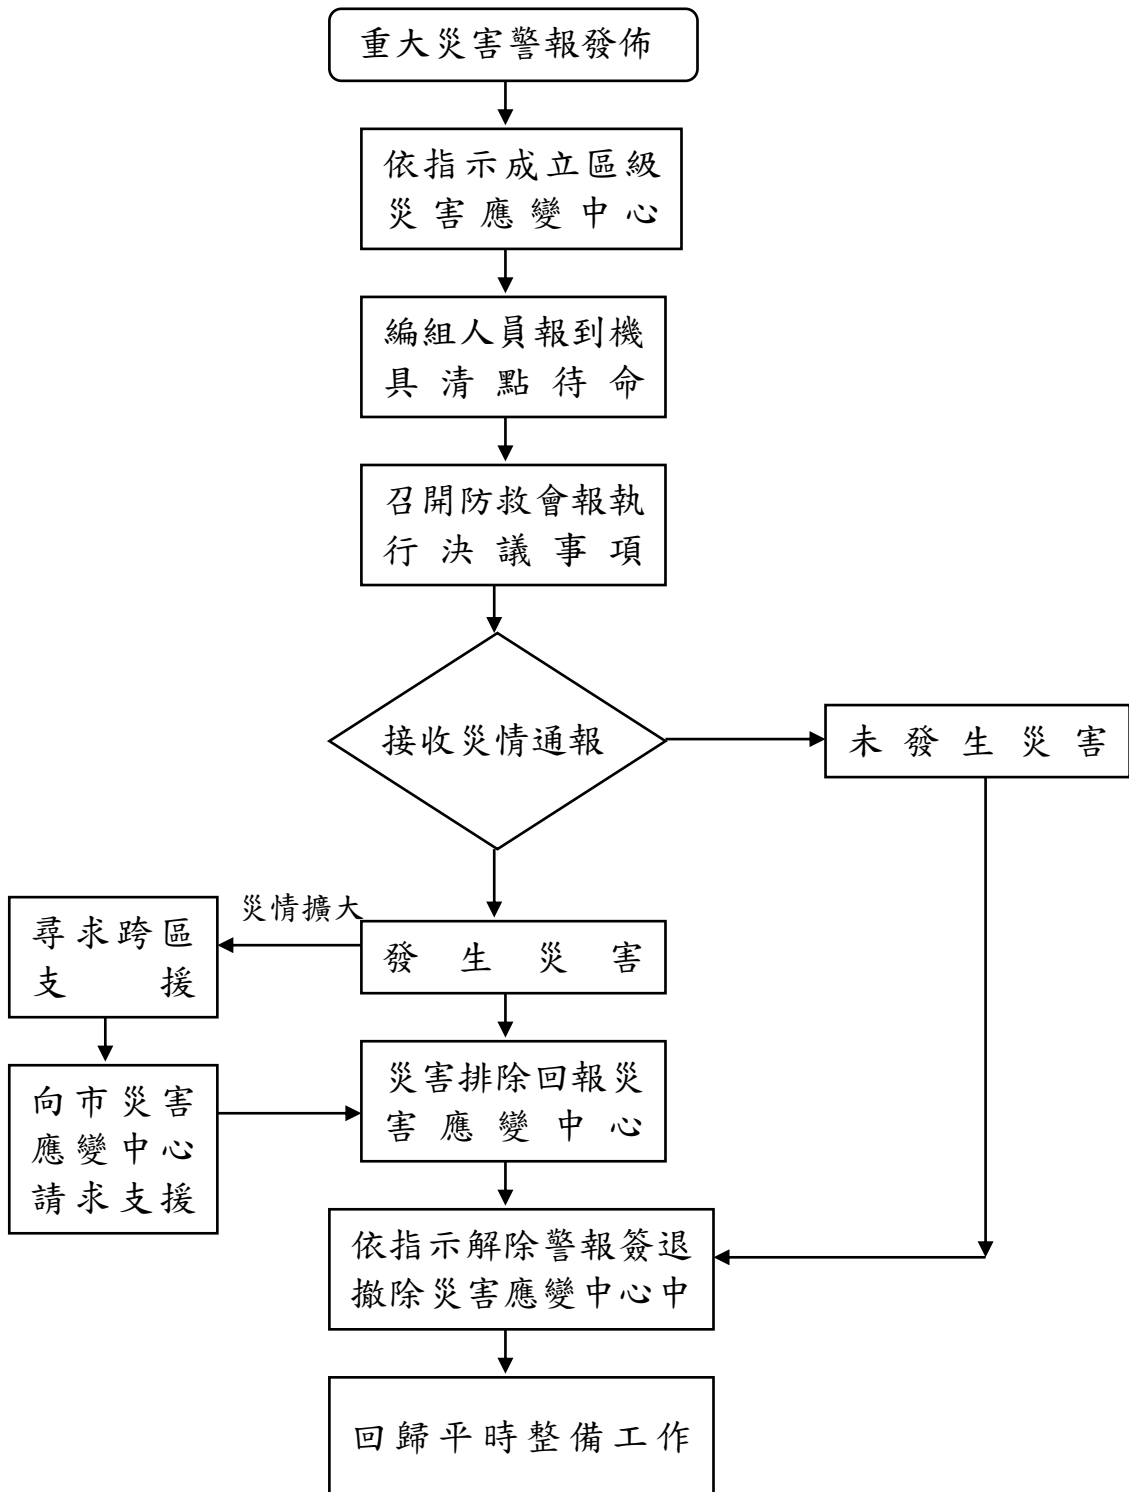 重大災害警報發佈
依指示成立區級
災害應變中心
編組人員報到機
具清點待命
召開防救會報執
行決議事項
接收災情通報
未發生災害
災情擴大
尋求跨區
支援
發生災害
向市災害
應變中心
請求支援
災害排除回報災
害應變中心
依指示解除警報簽退
撤除災害應變中心中
回歸平時整備工作